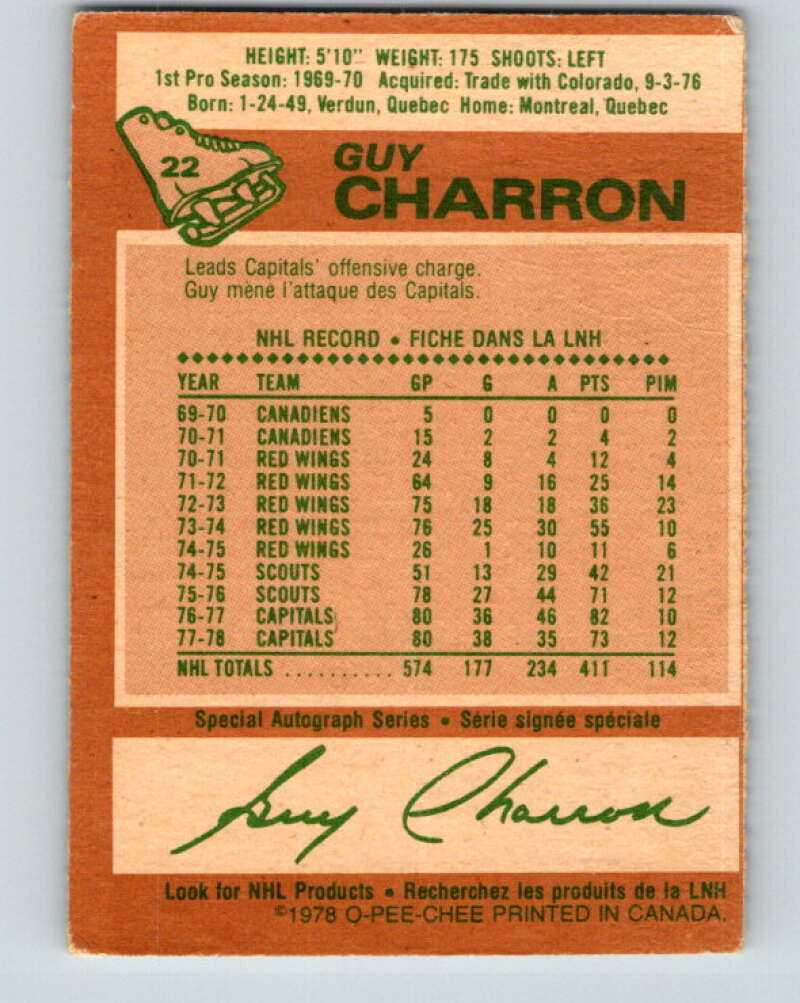 HEIGHT: 5'10" WEIGHT: 175 SHOOTS: LEFT
1st Pro Season: 1969-70 Acquired: Trade with Colorado, 9-3-76
Born: 1-24-49, Verdun, Quebec Home: Montreal, Quebec
22
GUY
CHARRON
Leads Capitals' offensive charge.
Guy mène l'attaque des Capitals.
NHL RECORD • FICHE DANS LA LNH
YEAR TEAM GP G A PTS PIM
69-70 CANADIENS 5 0 0 0 0
70-71 CANADIENS 15 2 2 4 2
70-71 RED WINGS 24 8 4 12 4
71-72 RED WINGS 64 9 16 25 14
72-73 RED WINGS 75 18 18 36 23
73-74 RED WINGS 76 25 30 55 10
74-75 RED WINGS 26 1 10 11 6
74-75 SCOUTS 51 13 29 42 21
75-76 SCOUTS 78 27 44 71 12
76-77 CAPITALS 80 36 46 82 10
77-78 CAPITALS 80 38 35 73 12
NHL TOTALS .......... 574 177 234 411 114
Special Autograph Series • Série signée spéciale
Guy Charron
Look for NHL Products • Recherchez les produits de la LNH
©1978 O-PEE-CHEE PRINTED IN CANADA.